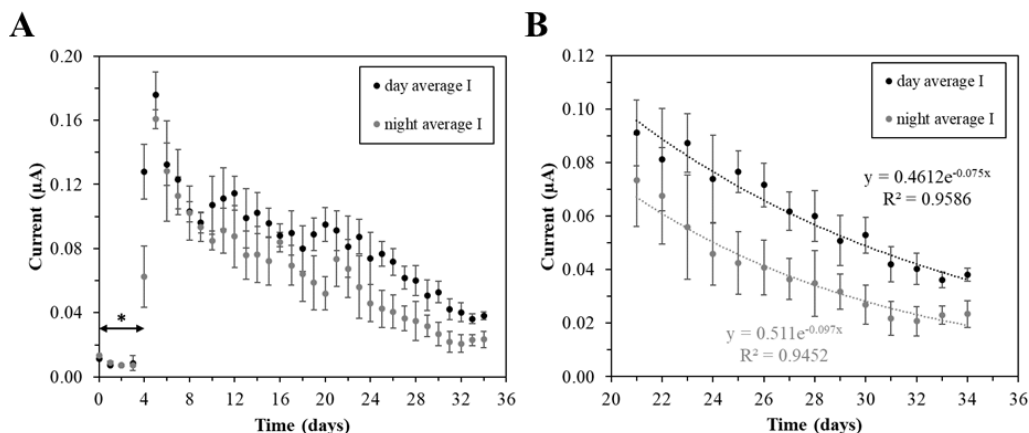 A
0.20
0.16
0.12
0.08
0.04
0.00
Current (µA)
day average I
night average I
*
0 4 8 12 16 20 24 28 32 36
Time (days)
B
0.12
0.10
0.08
0.06
0.04
0.02
0.00
Current (µA)
day average I
night average I
y = 0.4612e^-0.075x
R² = 0.9586
y = 0.511e^-0.097x
R² = 0.9452
20 22 24 26 28 30 32 34 36
Time (days)